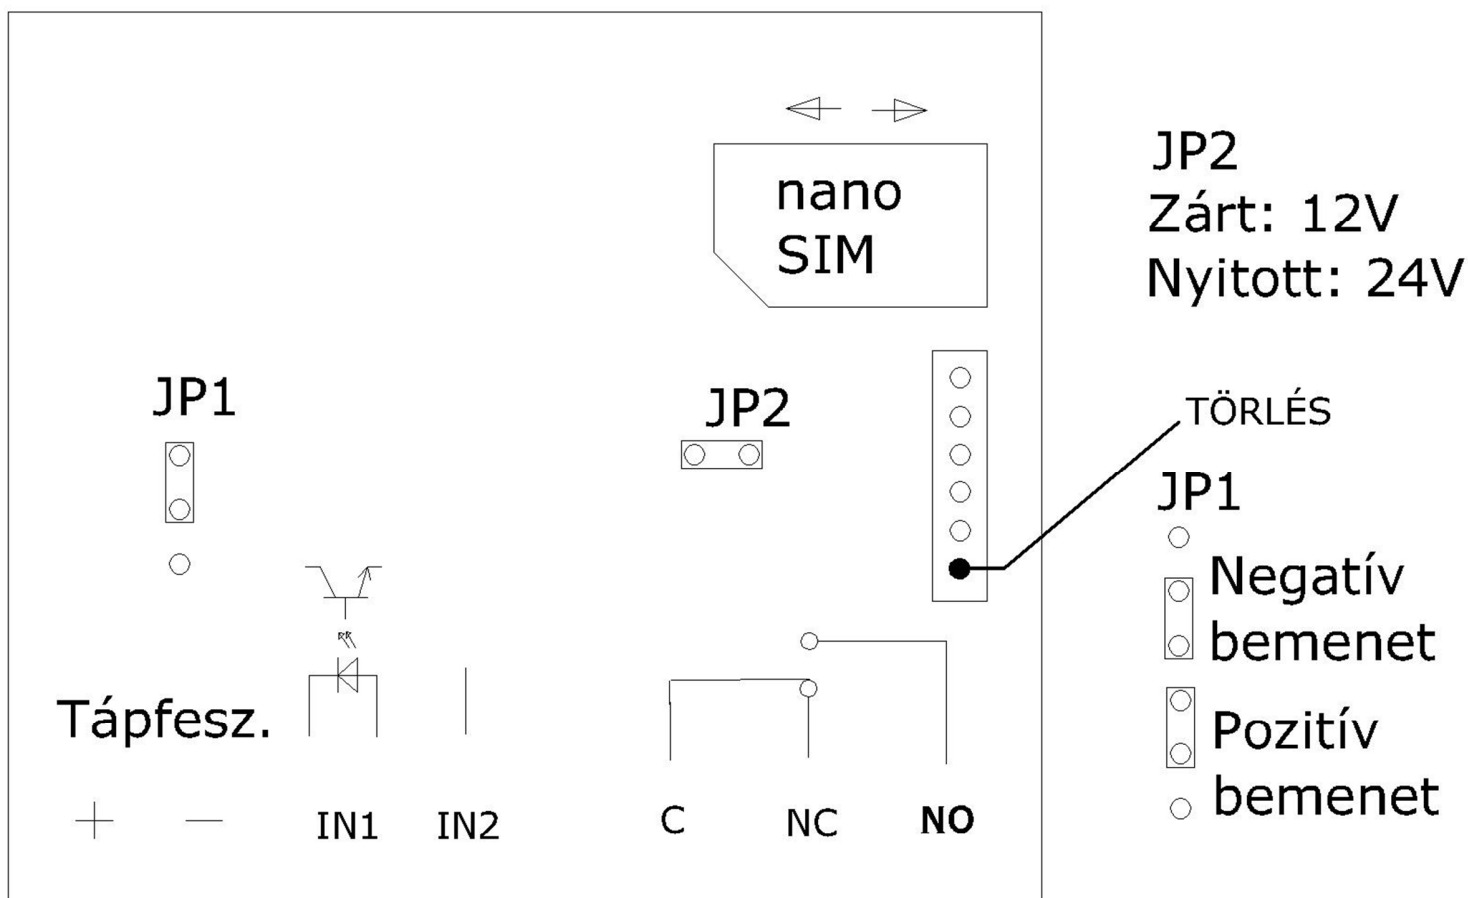 nano
SIM
JP2
Zárt: 12V
Nyitott: 24V
JP1
JP2
TÖRLÉS
JP1
Negatív
bemenet
Pozitív
bemenet
Tápfesz.
+ — IN1 IN2 C NC NO